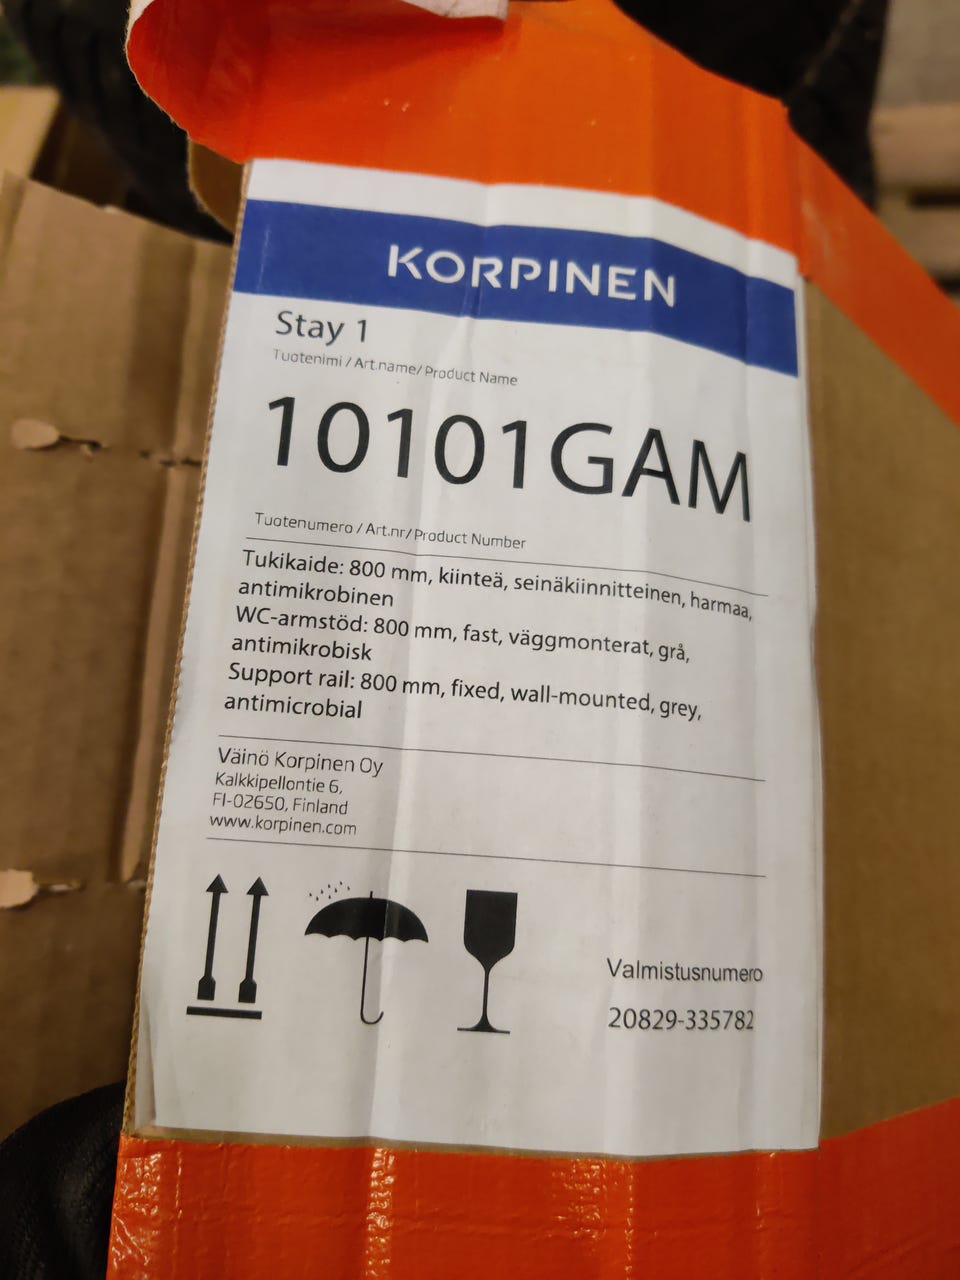 KORPINEN
Stay 1
Tuotenimi / Art.name/ Product Name
10101GAM
Tuotenumero / Art.nr/ Product Number
Tukikaide: 800 mm, kiinteä, seinäkiinnitteinen, harmaa,
antimikrobinen
WC-armstöd: 800 mm, fast, väggmonterat, grå,
antimikrobisk
Support rail: 800 mm, fixed, wall-mounted, grey,
antimicrobial
Väinö Korpinen Oy
Kalkkipellontie 6,
FI-02650, Finland
www.korpinen.com
Valmistusnumero
20829-335782